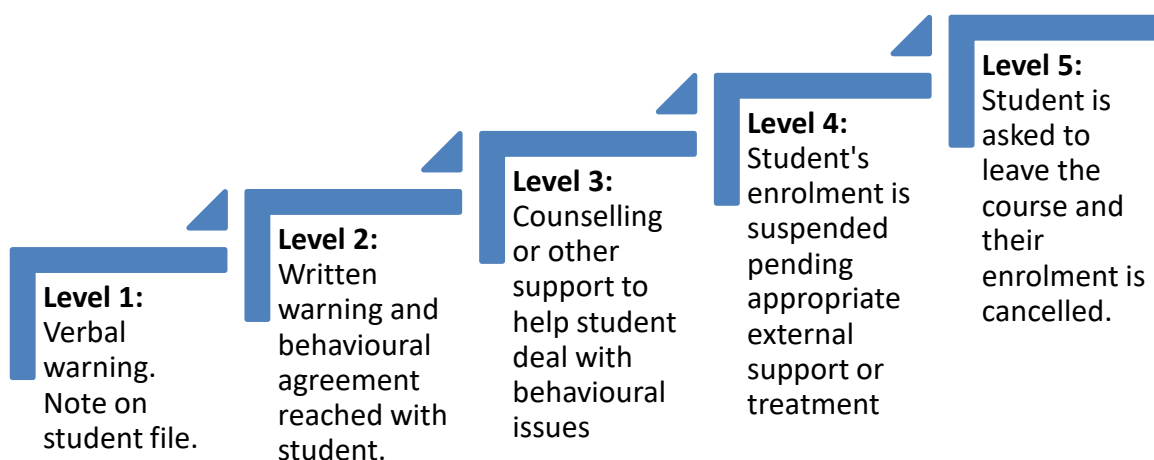 Level 1:
Verbal
warning.
Note on
student file.
Level 2:
Written
warning and
behavioural
agreement
reached with
student.
Level 3:
Counselling
or other
support to
help student
deal with
behavioural
issues
Level 4:
Student's
enrolment is
suspended
pending
appropriate
external
support or
treatment
Level 5:
Student is
asked to
leave the
course and
their
enrolment is
cancelled.